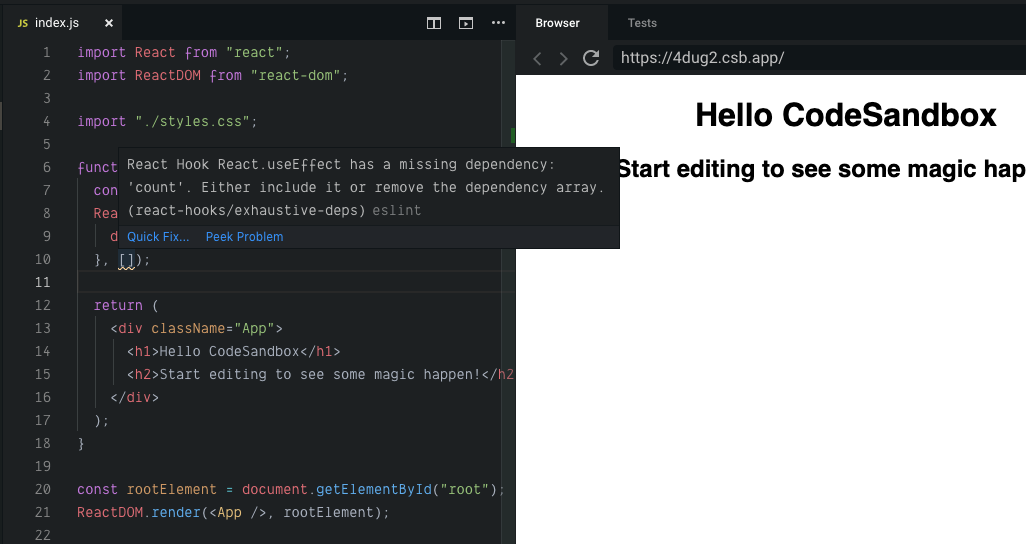 JS index.js ×
Browser Tests
https://4dug2.csb.app/
1 import React from "react";
2 import ReactDOM from "react-dom";
3
4 import "./styles.css";
5
6 funct
7 con
8 Rea
9 d
10 }, []);
11
12 return (
13 <div className="App">
14 <h1>Hello CodeSandbox</h1>
15 <h2>Start editing to see some magic happen!</h2
16 </div>
17 );
18 }
19
20 const rootElement = document.getElementById("root");
21 ReactDOM.render(<App />, rootElement);
22
React Hook React.useEffect has a missing dependency:
'count'. Either include it or remove the dependency array.
(react-hooks/exhaustive-deps) eslint
Quick Fix... Peek Problem
Hello CodeSandbox
Start editing to see some magic hap